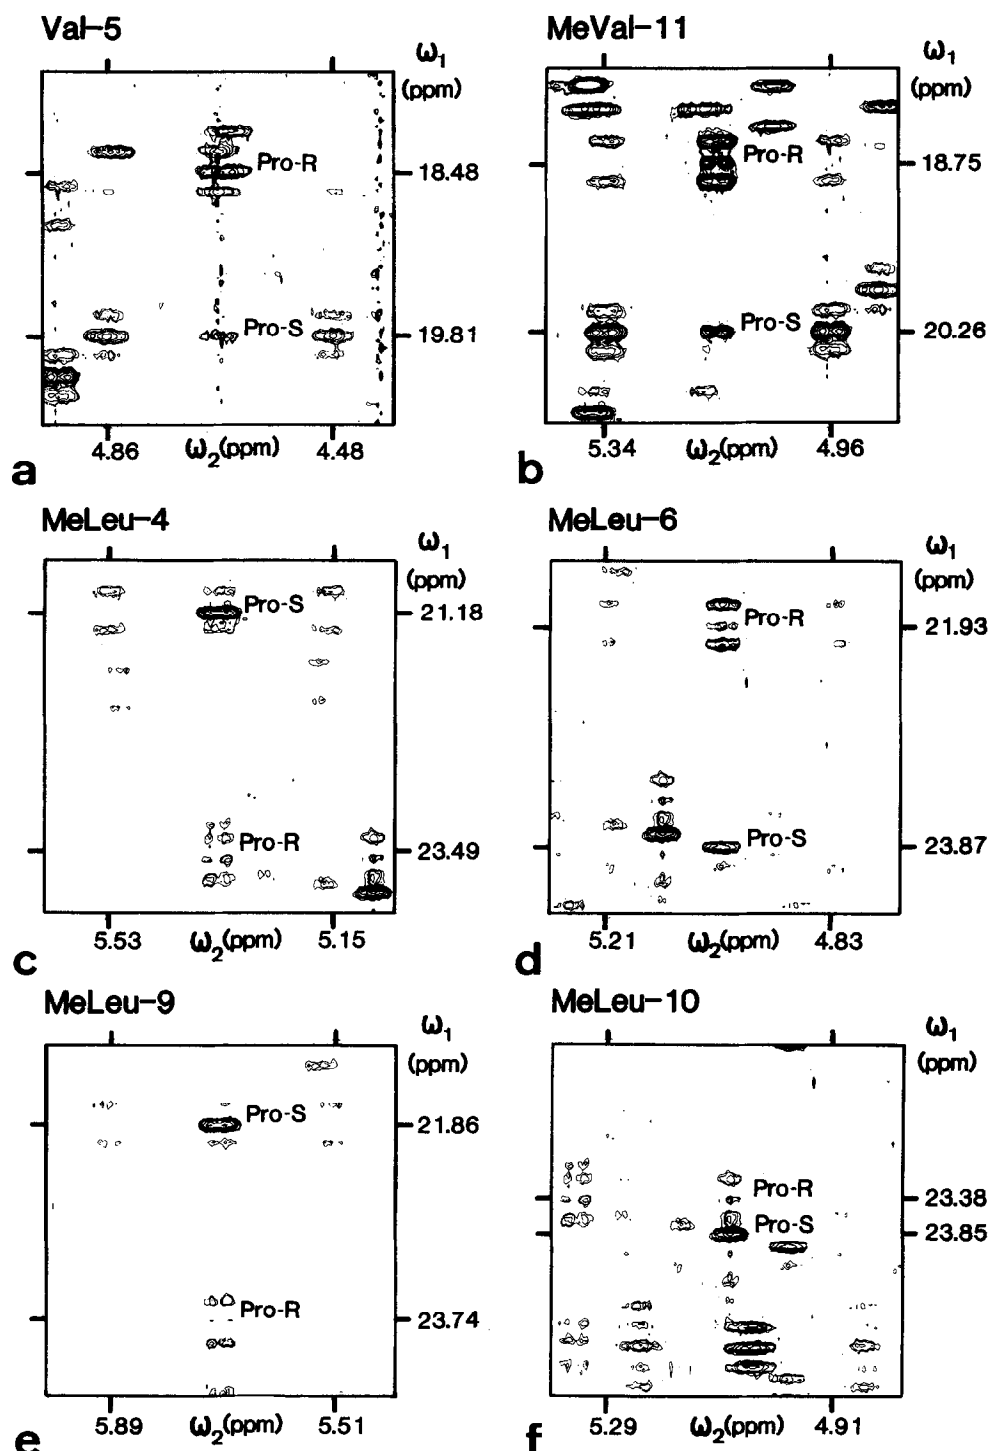 Val-5
ω1
(ppm)
Pro-R
18.48
Pro-S
19.81
4.86
ω2(ppm)
4.48
a
MeVal-11
ω1
(ppm)
Pro-R
18.75
Pro-S
20.26
5.34
ω2(ppm)
4.96
b
MeLeu-4
ω1
(ppm)
Pro-S
21.18
Pro-R
23.49
5.53
ω2(ppm)
5.15
c
MeLeu-6
ω1
(ppm)
Pro-R
21.93
Pro-S
23.87
5.21
ω2(ppm)
4.83
d
MeLeu-9
ω1
(ppm)
Pro-S
21.86
Pro-R
23.74
5.89
ω2(ppm)
5.51
e
MeLeu-10
ω1
(ppm)
Pro-R
23.38
Pro-S
23.85
5.29
ω2(ppm)
4.91
f